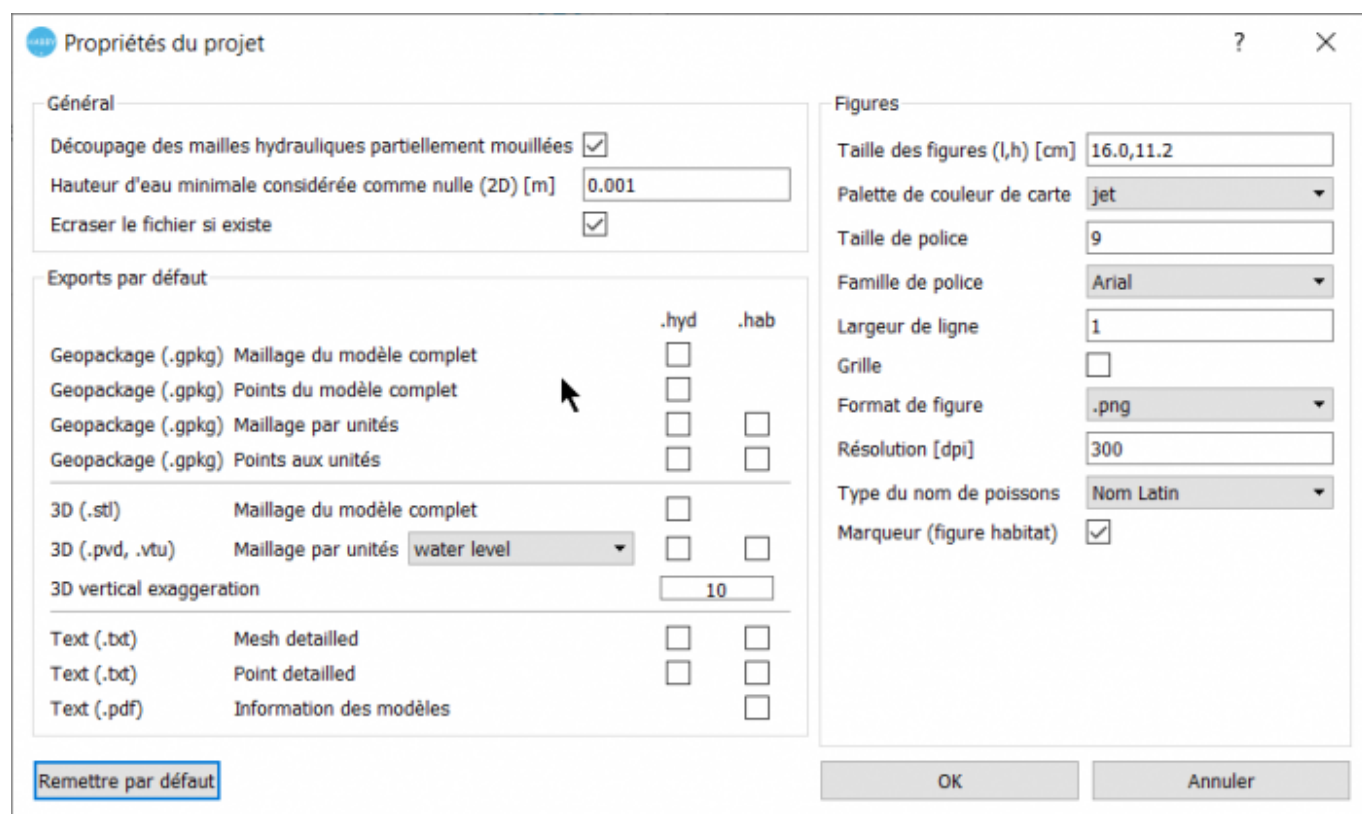 HABBY
Propriétés du projet
?
Général
Découpage des mailles hydrauliques partiellement mouillées
Hauteur d'eau minimale considérée comme nulle (2D) [m] 0.001
Ecraser le fichier si existe
Exports par défaut
.hyd .hab
Geopackage (.gpkg) Maillage du modèle complet
Geopackage (.gpkg) Points du modèle complet
Geopackage (.gpkg) Maillage par unités
Geopackage (.gpkg) Points aux unités
3D (.stl) Maillage du modèle complet
3D (.pvd, .vtu) Maillage par unités water level
3D vertical exaggeration 10
Text (.txt) Mesh detailled
Text (.txt) Point detailled
Text (.pdf) Information des modèles
Figures
Taille des figures (l,h) [cm] 16.0,11.2
Palette de couleur de carte jet
Taille de police 9
Famille de police Arial
Largeur de ligne 1
Grille
Format de figure .png
Résolution [dpi] 300
Type du nom de poissons Nom Latin
Marqueur (figure habitat)
Remettre par défaut
OK
Annuler